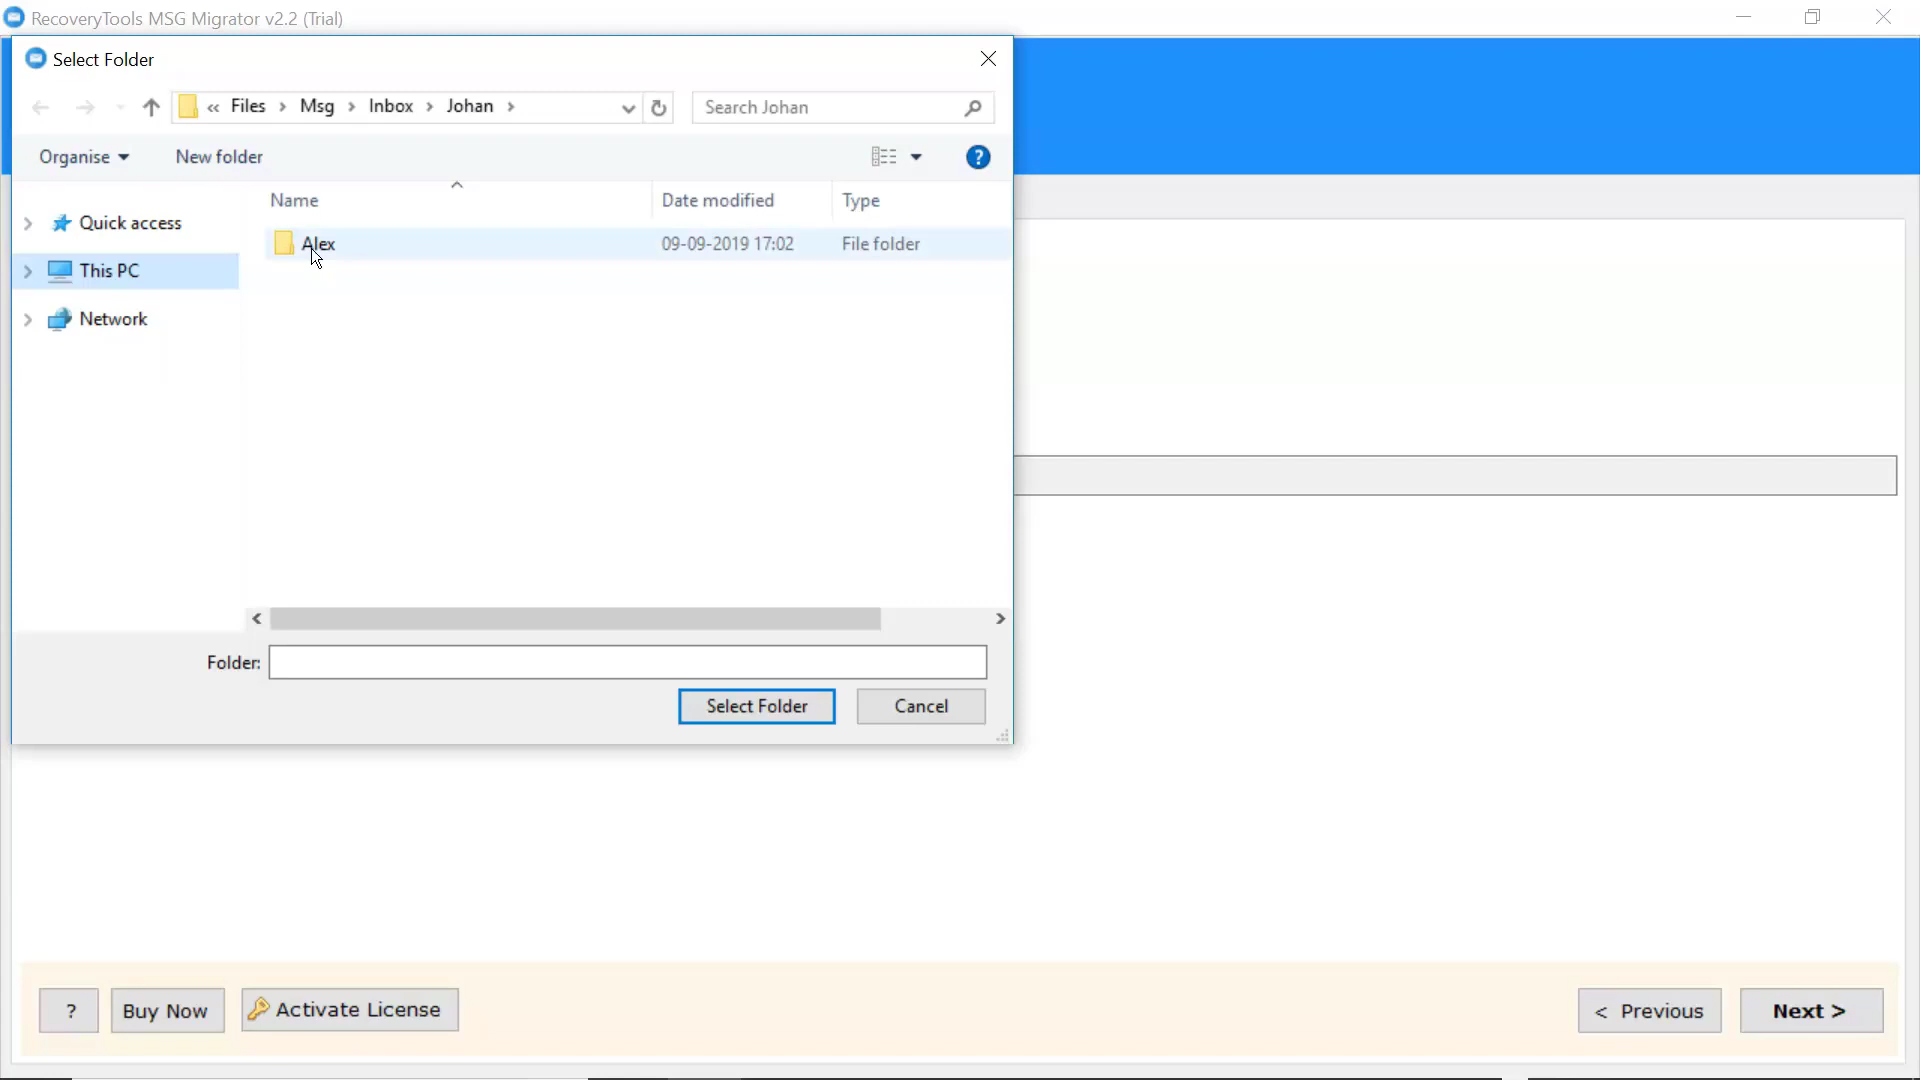 RecoveryTools MSG Migrator v2.2 (Trial)
Select Folder
« Files > Msg > Inbox > Johan >
Search Johan
Organise
New folder
?
Name
Date modified
Type
Quick access
Alex
09-09-2019 17:02
File folder
This PC
Network
Folder:
Select Folder
Cancel
?
Buy Now
Activate License
< Previous
Next >